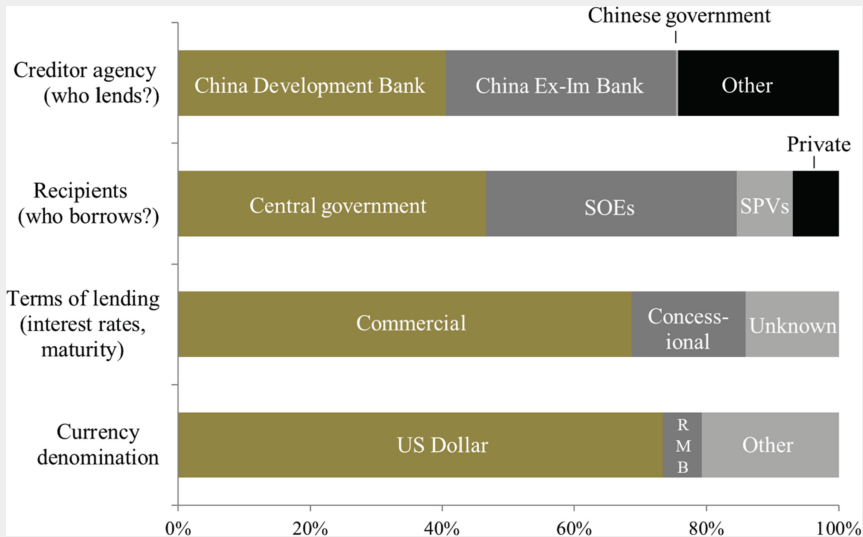 Chinese government
Creditor agency
(who lends?)
China Development Bank
China Ex-Im Bank
Other
Private
Recipients
(who borrows?)
Central government
SOEs
SPVs
Terms of lending
(interest rates,
maturity)
Commercial
Concess-
ional
Unknown
Currency
denomination
US Dollar
R
M
B
Other
0%
20%
40%
60%
80%
100%